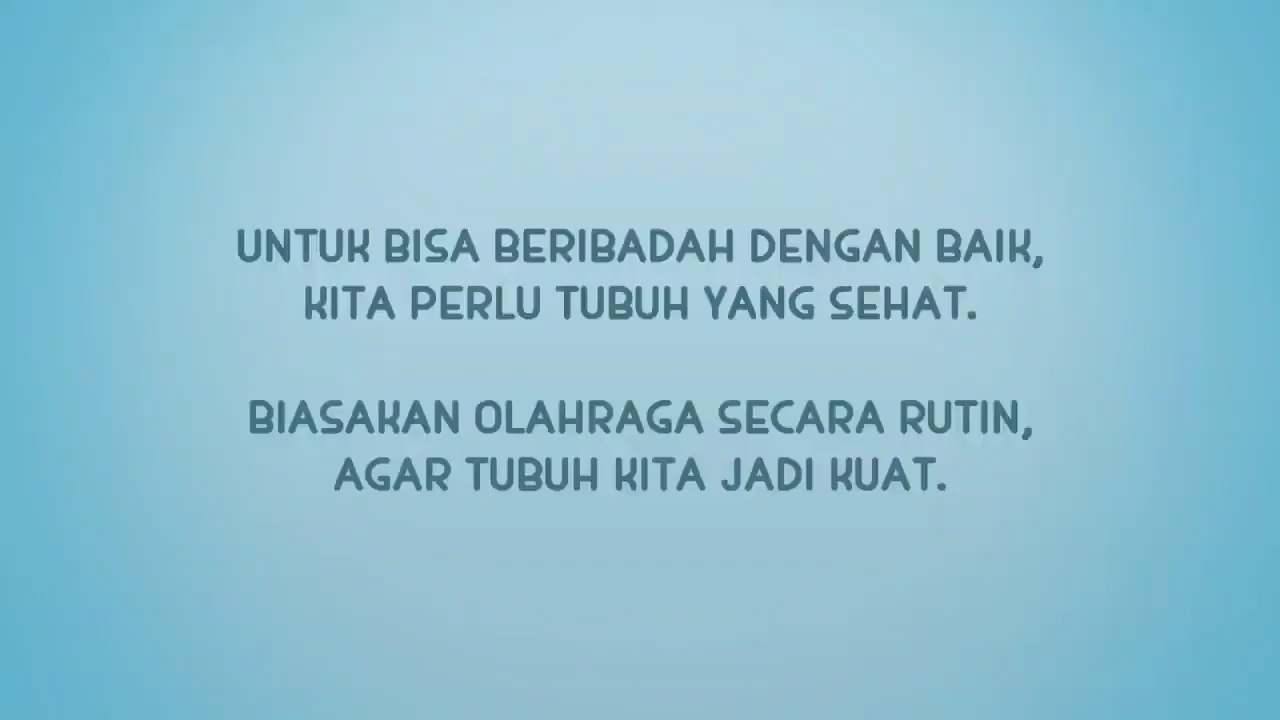 UNTUK BISA BERIBADAH DENGAN BAIK,
KITA PERLU TUBUH YANG SEHAT.
BIASAKAN OLAHRAGA SECARA RUTIN,
AGAR TUBUH KITA JADI KUAT.